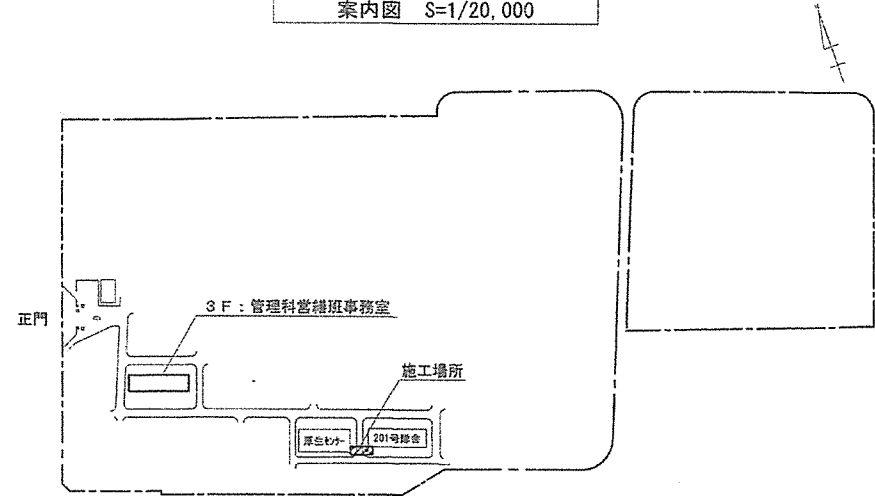 案内図 S=1/20,000
3F:管理科営繕班事務室
正門
施工場所
厚生センター
201号隊舎